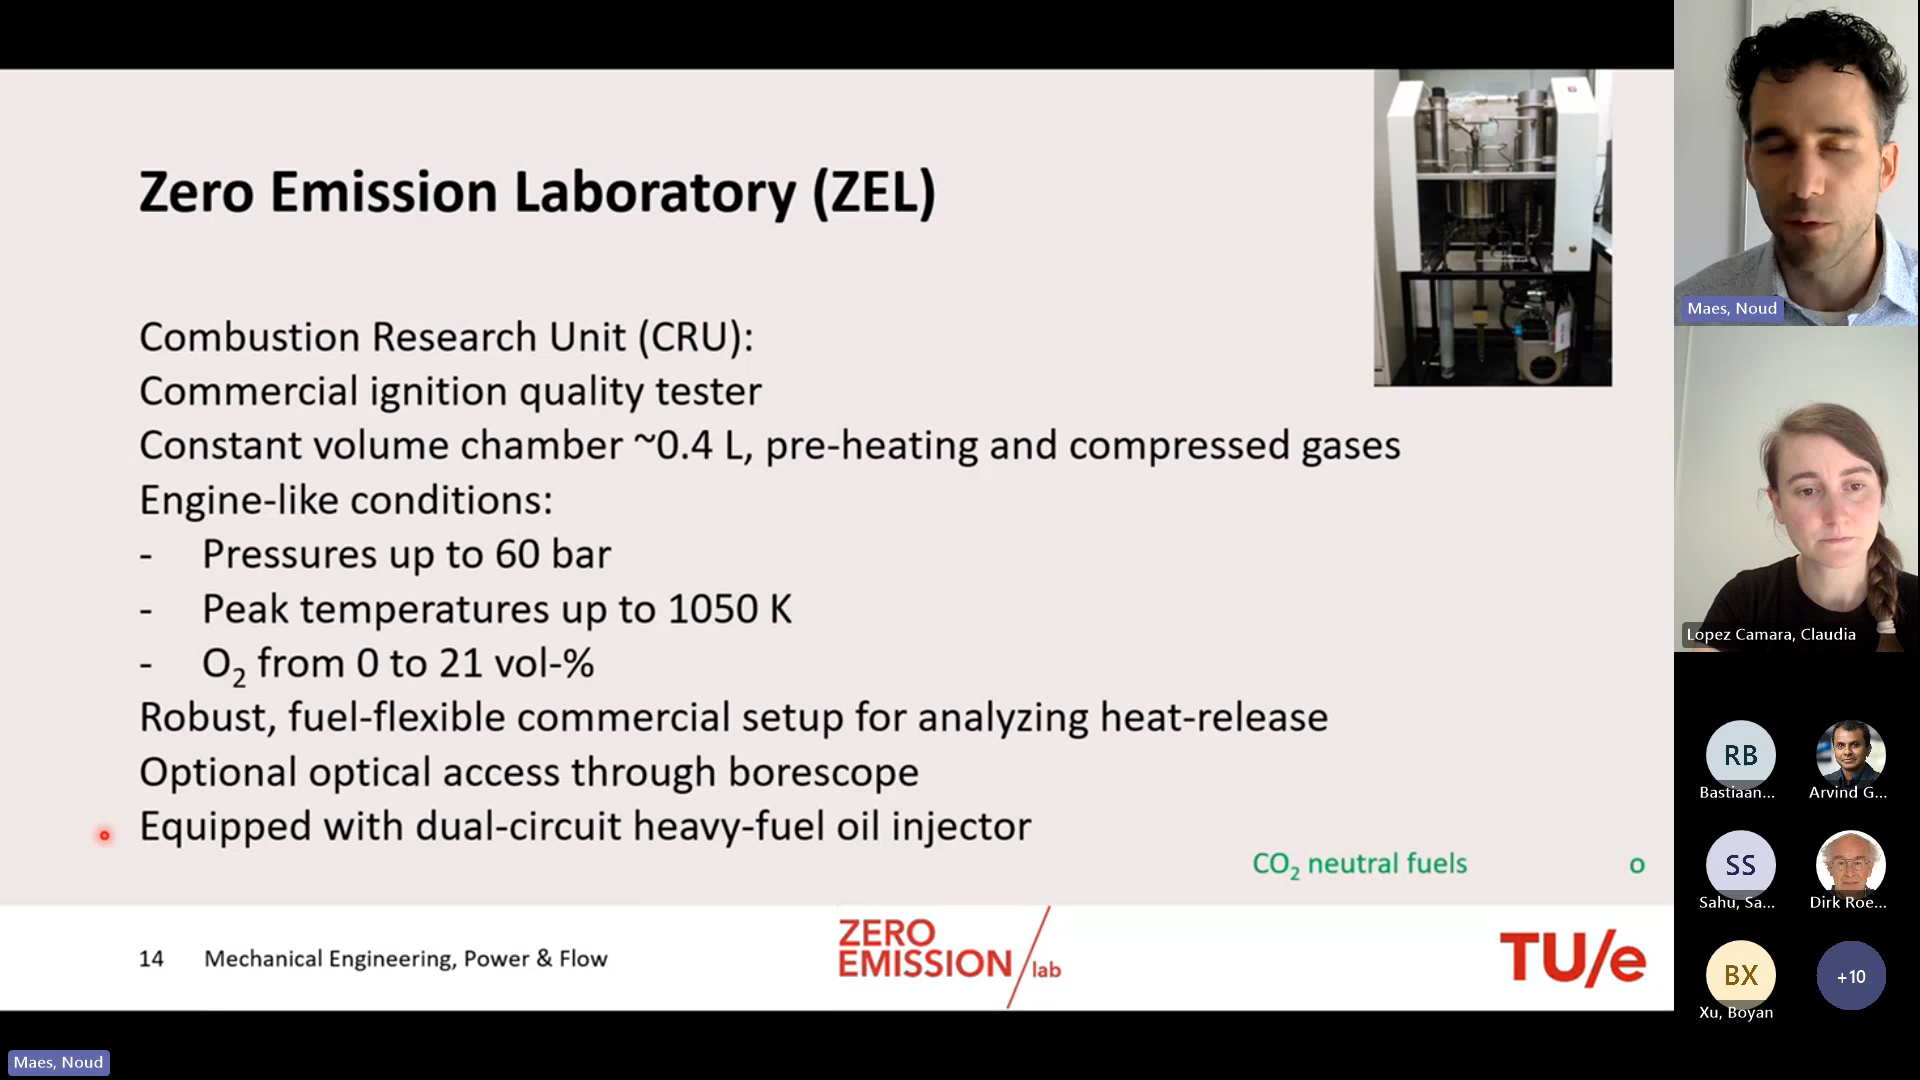 Zero Emission Laboratory (ZEL)
Combustion Research Unit (CRU):
Commercial ignition quality tester
Constant volume chamber ~0.4 L, pre-heating and compressed gases
Engine-like conditions:
- Pressures up to 60 bar
- Peak temperatures up to 1050 K
- O₂ from 0 to 21 vol-%
Robust, fuel-flexible commercial setup for analyzing heat-release
Optional optical access through borescope
Equipped with dual-circuit heavy-fuel oil injector
CO₂ neutral fuels o
14 Mechanical Engineering, Power & Flow
ZERO
EMISSION /lab
TU/e
Maes, Noud
Maes, Noud
Lopez Camara, Claudia
RB
Bastiaan...
Arvind G...
SS
Sahu, Sa...
Dirk Roe...
BX
Xu, Boyan
+10